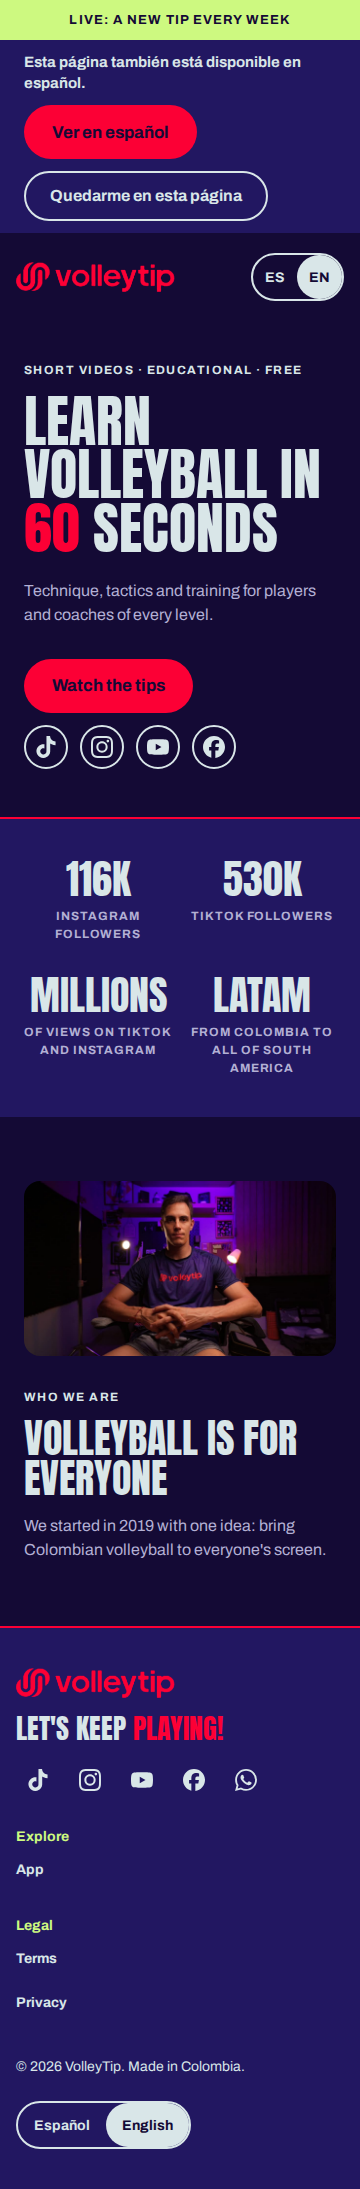 LIVE: A NEW TIP EVERY WEEK
Esta página también está disponible en
español.
Ver en español
Quedarme en esta página
volleytip
ES EN
SHORT VIDEOS · EDUCATIONAL · FREE
LEARN
VOLLEYBALL IN
60 SECONDS
Technique, tactics and training for players
and coaches of every level.
Watch the tips
116K
INSTAGRAM
FOLLOWERS
530K
TIKTOK FOLLOWERS
MILLIONS
OF VIEWS ON TIKTOK
AND INSTAGRAM
LATAM
FROM COLOMBIA TO
ALL OF SOUTH
AMERICA
volleytip
WHO WE ARE
VOLLEYBALL IS FOR
EVERYONE
We started in 2019 with one idea: bring
Colombian volleyball to everyone's screen.
volleytip
LET'S KEEP PLAYING!
Explore
App
Legal
Terms
Privacy
© 2026 VolleyTip. Made in Colombia.
Español English